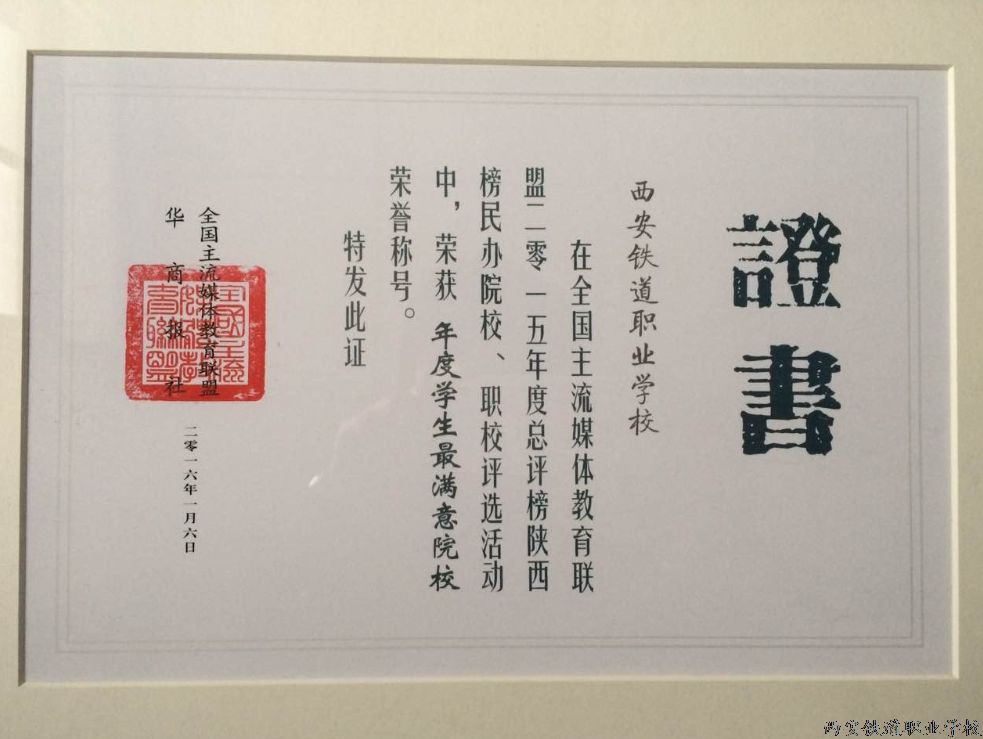 證書
西安铁道职业学校
在全国主流媒体教育联
盟二零一五年度总评榜陕西
榜民办院校、职校评选活动
中，荣获 年度学生最满意院校
荣誉称号。
特发此证
全国主流媒体教育联盟
华商报社
二零一六年一月六日
西安铁道职业学校